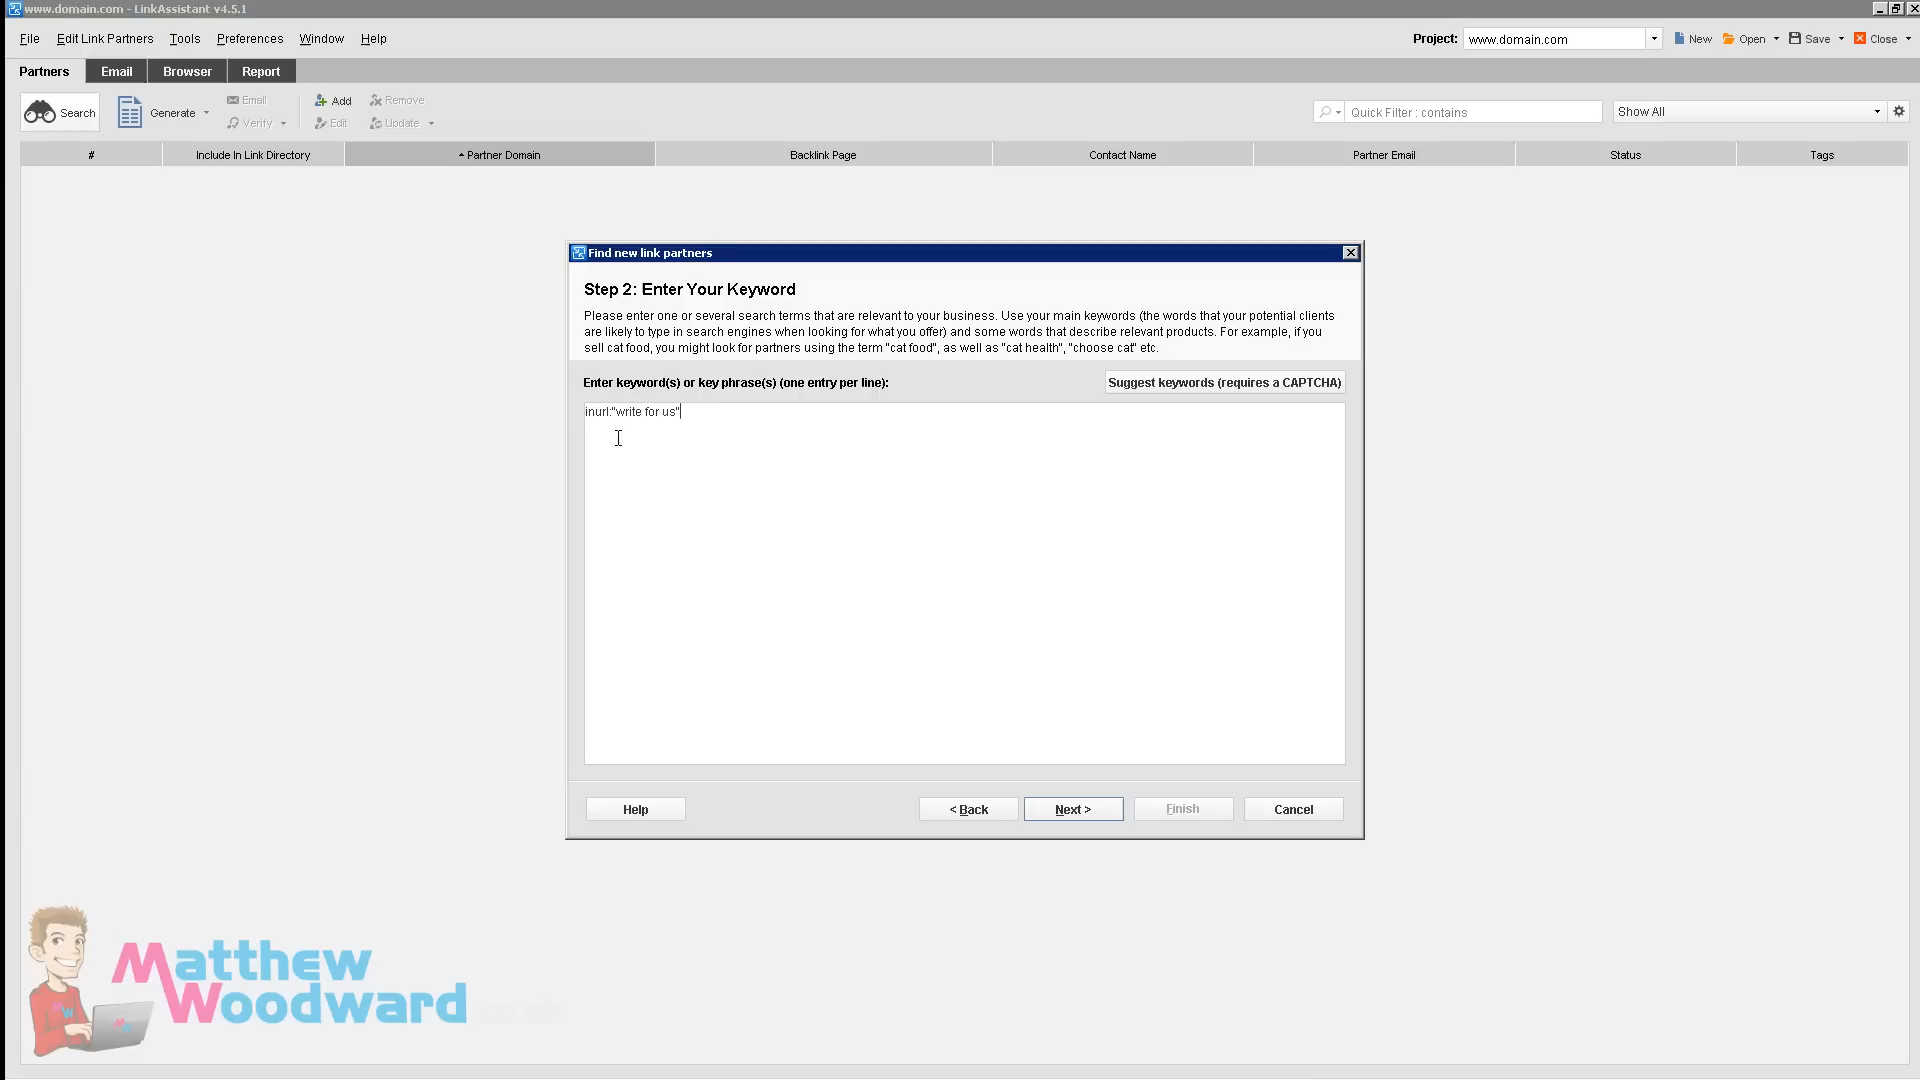 www.domain.com - LinkAssistant v4.5.1
File Edit Link Partners Tools Preferences Window Help
Project: www.domain.com New Open Save Close
Partners Email Browser Report
Search Generate Email Verify Add Edit Remove Update
Quick Filter : contains Show All
# Include In Link Directory Partner Domain Backlink Page Contact Name Partner Email Status Tags
Find new link partners
Step 2: Enter Your Keyword
Please enter one or several search terms that are relevant to your business. Use your main keywords (the words that your potential clients
are likely to type in search engines when looking for what you offer) and some words that describe relevant products. For example, if you
sell cat food, you might look for partners using the term "cat food", as well as "cat health", "choose cat" etc.
Enter keyword(s) or key phrase(s) (one entry per line):
Suggest keywords (requires a CAPTCHA)
inurl:"write for us"
Help < Back Next > Finish Cancel
Matthew
Woodward
.co.uk